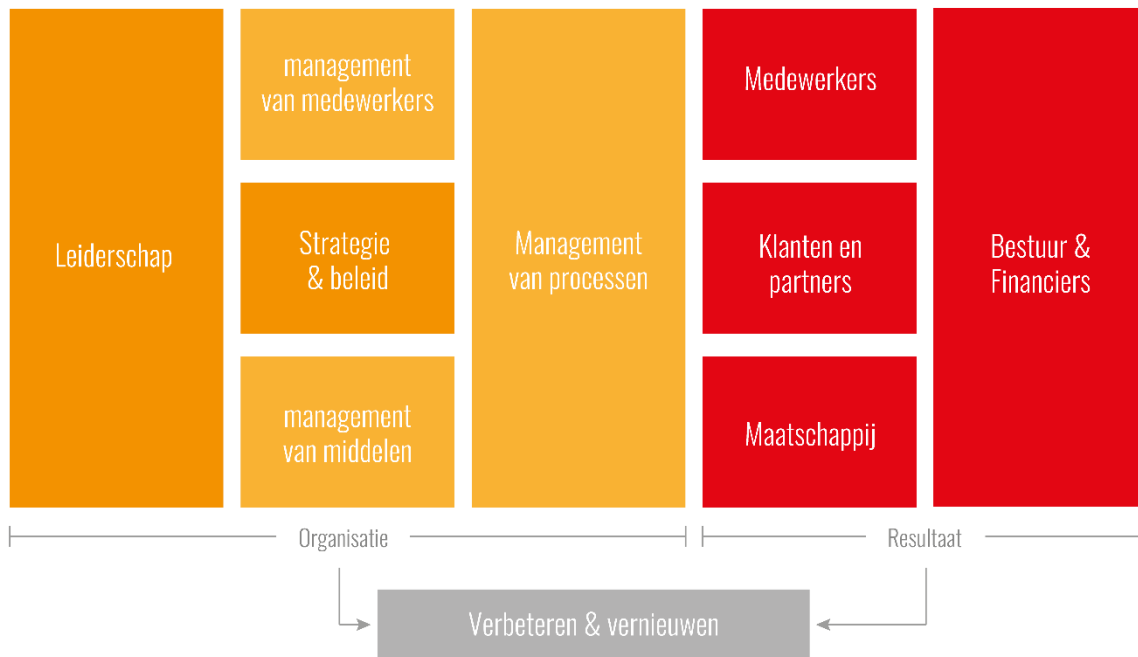 Leiderschap
management
van medewerkers
Strategie
& beleid
management
van middelen
Management
van processen
Medewerkers
Klanten en
partners
Maatschappij
Bestuur &
Financiers
Organisatie
Resultaat
Verbeteren & vernieuwen